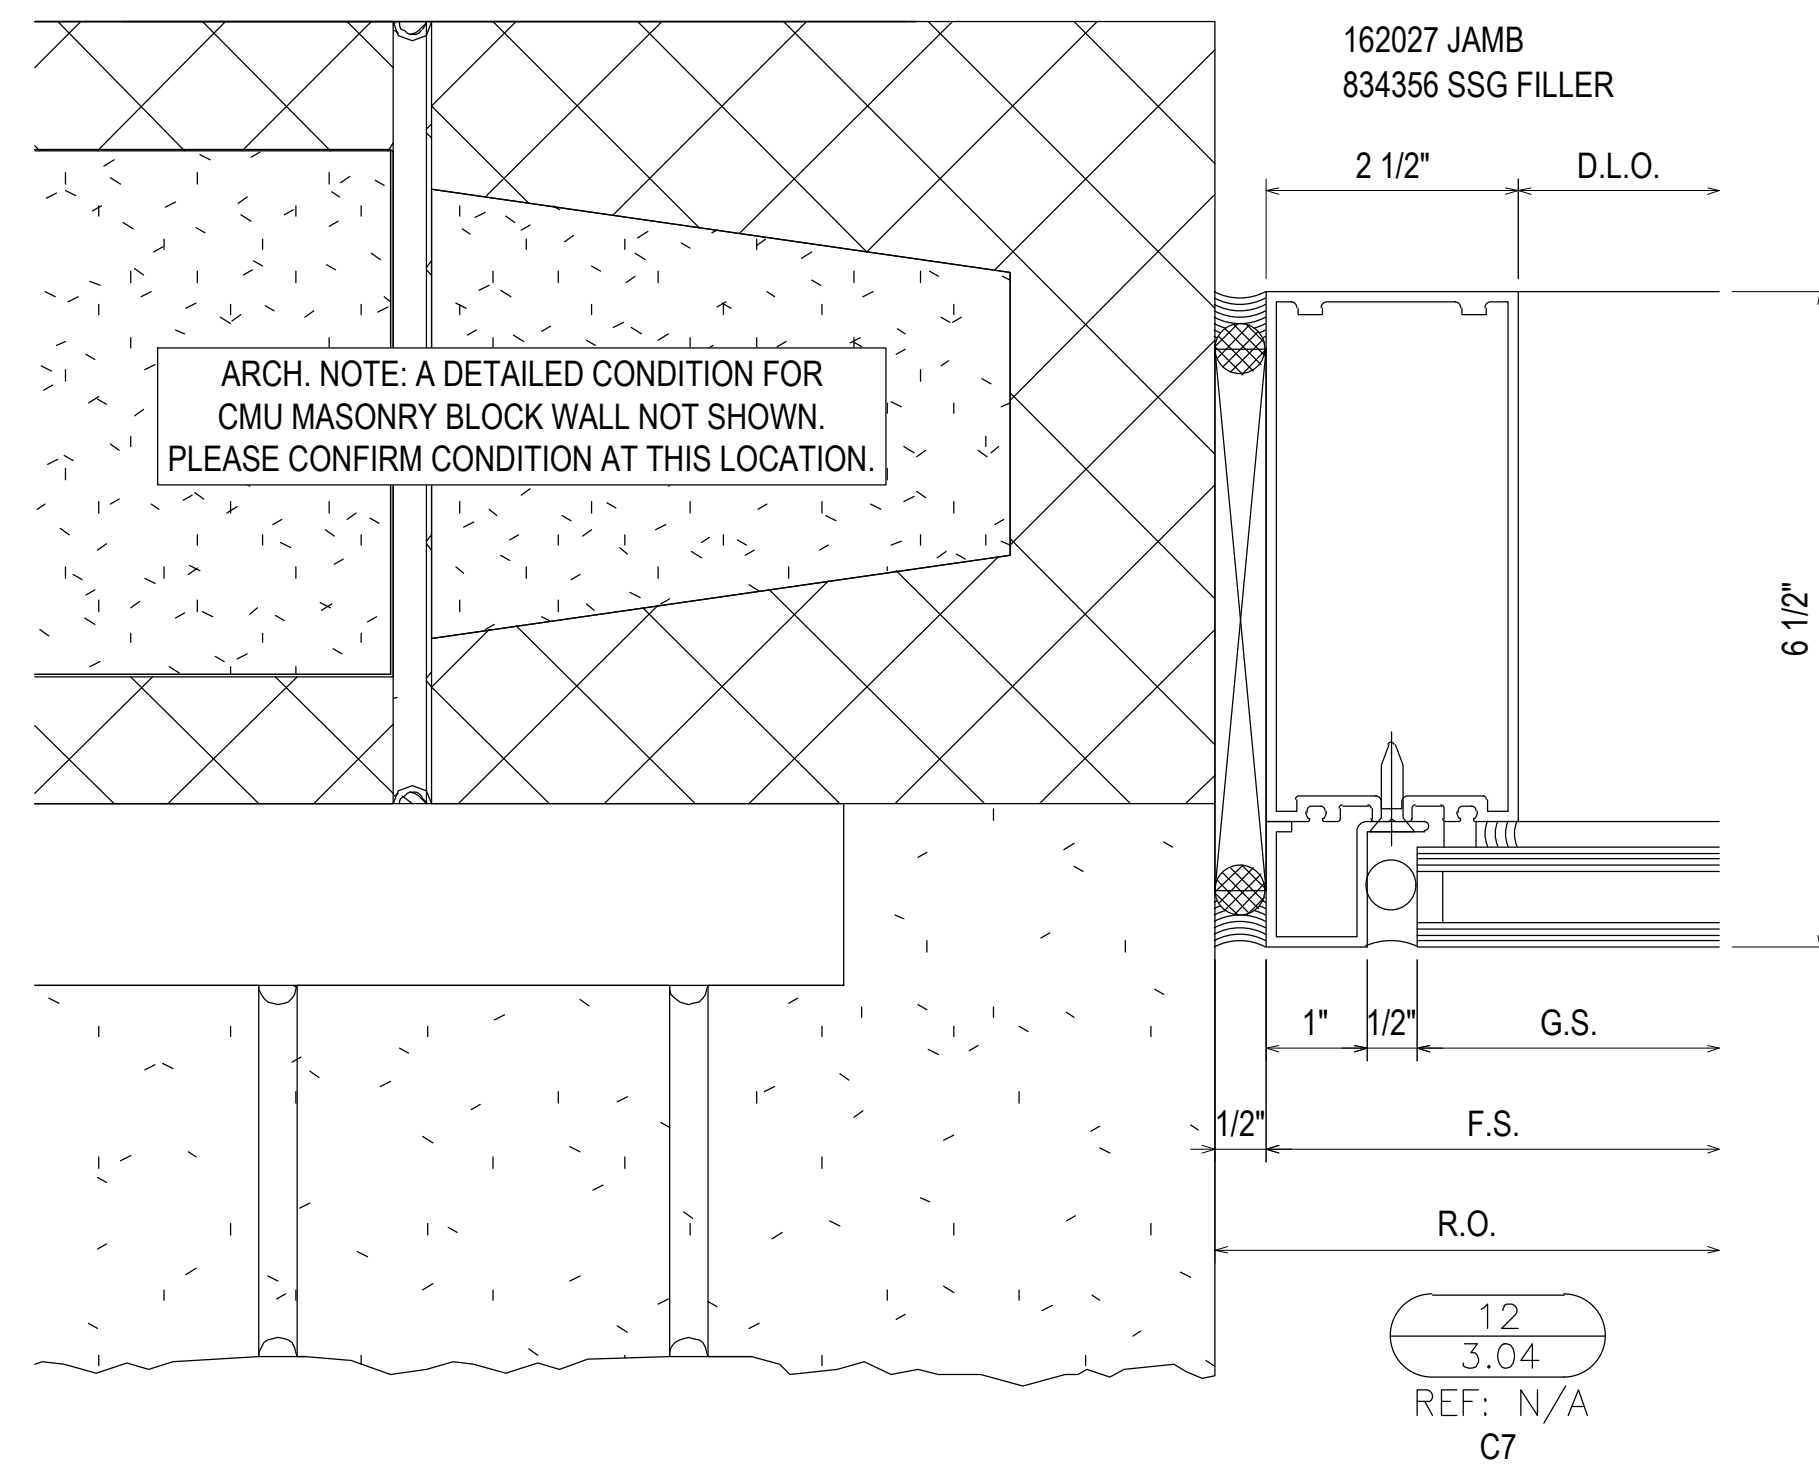 162027 JAMB
834356 SSG FILLER
2 1/2"
D.L.O.
ARCH. NOTE: A DETAILED CONDITION FOR
CMU MASONRY BLOCK WALL NOT SHOWN.
PLEASE CONFIRM CONDITION AT THIS LOCATION.
6 1/2"
1"
1/2"
G.S.
1/2"
F.S.
R.O.
12
3.04
REF: N/A
C7